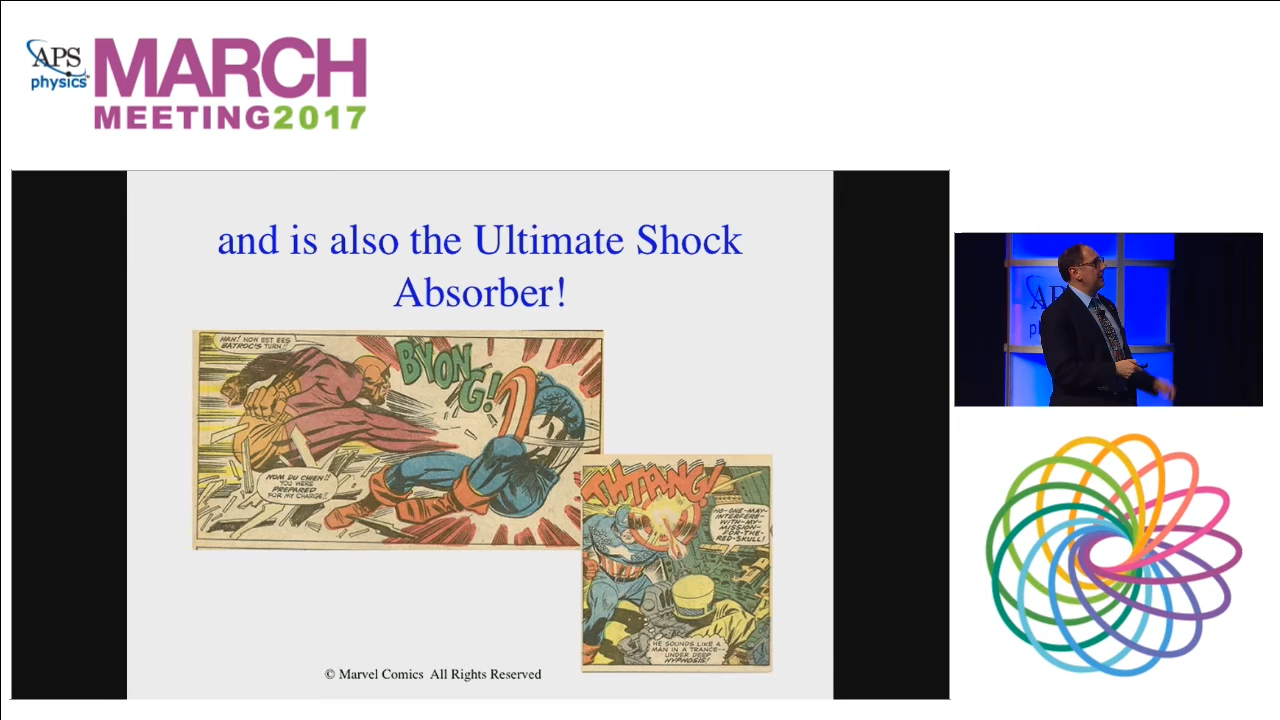 APS
physics
MARCH
MEETING2017
and is also the Ultimate Shock
Absorber!
HAH! NOW EST EES
BATROC'S TURN!!
BYONG!
NOM DU CHIEN!!
YOU WERE
PREPARED
FOR MY CHARGE!!
THTANG!
NO-ONE-MAY-
INTERFERE-
WITH-MY-
MISSION-
FOR-THE-
RED-SKULL!
HE SOUNDS LIKE A
MAN IN A TRANCE--
UNDER DEEP
HYPNOSIS!
© Marvel Comics All Rights Reserved
AP
p